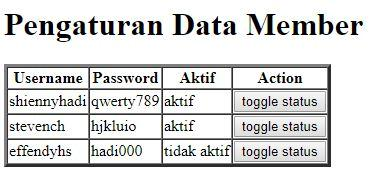 Pengaturan Data Member
Username Password Aktif Action
shiennyhadi qwerty789 aktif toggle status
stevench hjkluio aktif toggle status
effendyhs hadi000 tidak aktif toggle status